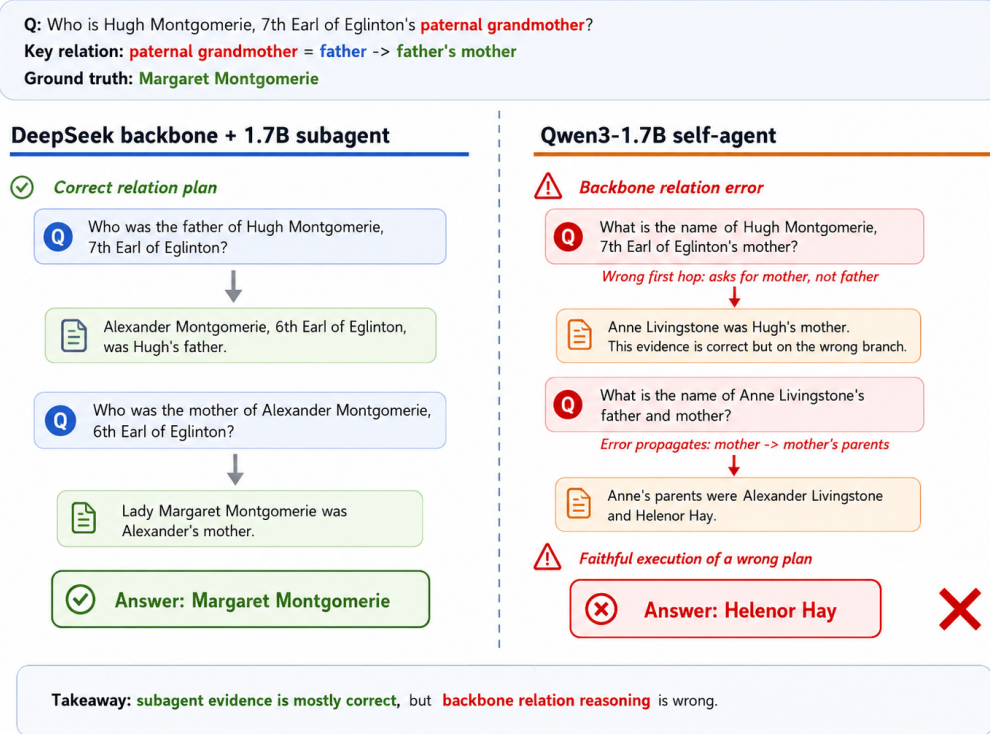 Q: Who is Hugh Montgomerie, 7th Earl of Eglinton's paternal grandmother?
Key relation: paternal grandmother = father -> father's mother
Ground truth: Margaret Montgomerie
DeepSeek backbone + 1.7B subagent
Correct relation plan
Q
Who was the father of Hugh Montgomerie,
7th Earl of Eglinton?
Alexander Montgomerie, 6th Earl of Eglinton,
was Hugh's father.
Q
Who was the mother of Alexander Montgomerie,
6th Earl of Eglinton?
Lady Margaret Montgomerie was
Alexander's mother.
Answer: Margaret Montgomerie
Qwen3-1.7B self-agent
Backbone relation error
Q
What is the name of Hugh Montgomerie,
7th Earl of Eglinton's mother?
Wrong first hop: asks for mother, not father
Anne Livingstone was Hugh's mother.
This evidence is correct but on the wrong branch.
Q
What is the name of Anne Livingstone's
father and mother?
Error propagates: mother -> mother's parents
Anne's parents were Alexander Livingstone
and Helenor Hay.
Faithful execution of a wrong plan
Answer: Helenor Hay
Takeaway: subagent evidence is mostly correct, but backbone relation reasoning is wrong.